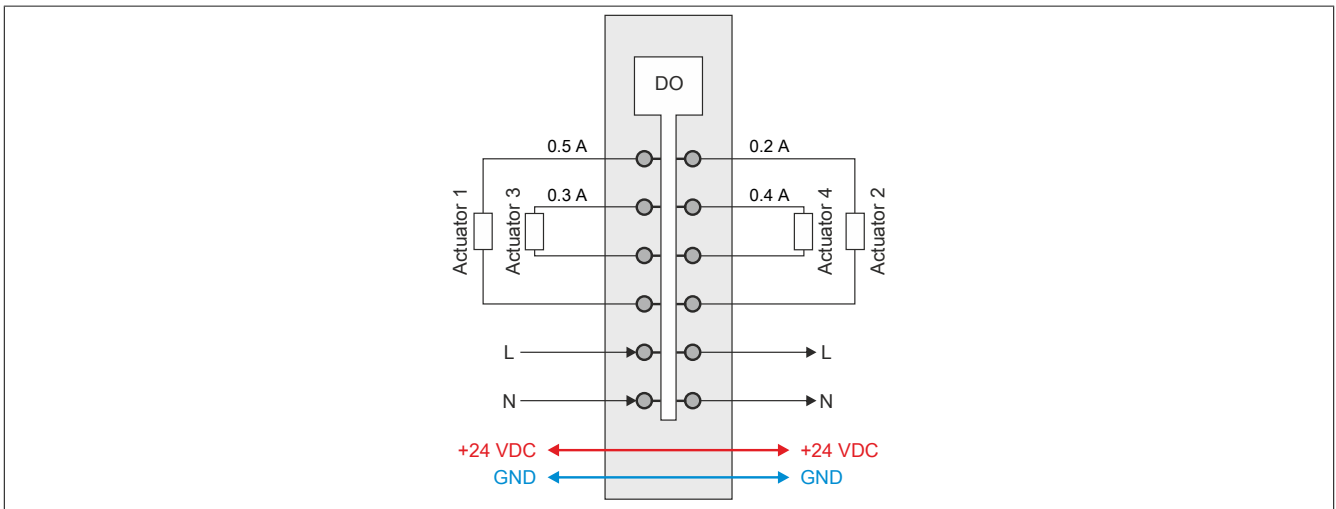 DO
0.5 A
0.2 A
0.3 A
0.4 A
Actuator 1
Actuator 3
Actuator 4
Actuator 2
L
L
N
N
+24 VDC
+24 VDC
GND
GND